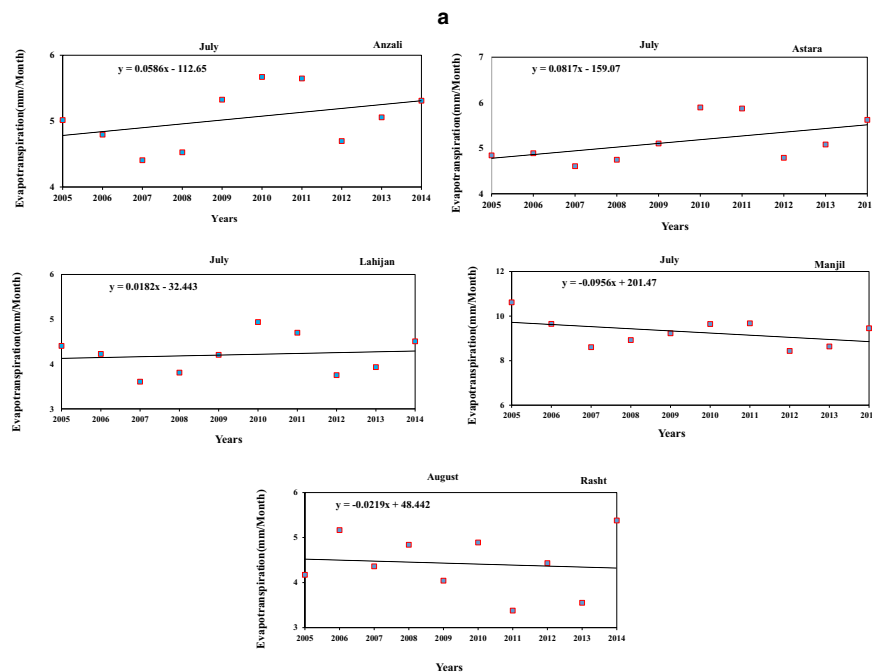 a
July Anzali
y = 0.0586x - 112.65
Evapotranspiration(mm/Month)
6
5
4
2005 2006 2007 2008 2009 2010 2011 2012 2013 2014
Years
July Astara
y = 0.0817x - 159.07
Evapotranspiration(mm/Month)
7
6
5
4
2005 2006 2007 2008 2009 2010 2011 2012 2013 201
Years
July Lahijan
y = 0.0182x - 32.443
Evapotranspiration(mm/Month)
6
5
4
3
2005 2006 2007 2008 2009 2010 2011 2012 2013 2014
Years
July Manjil
y = -0.0956x + 201.47
Evapotranspiration(mm/Month)
12
10
8
6
2005 2006 2007 2008 2009 2010 2011 2012 2013 201
Years
August Rasht
y = -0.0219x + 48.442
Evapotranspiration(mm/Month)
6
5
4
3
2005 2006 2007 2008 2009 2010 2011 2012 2013 2014
Years